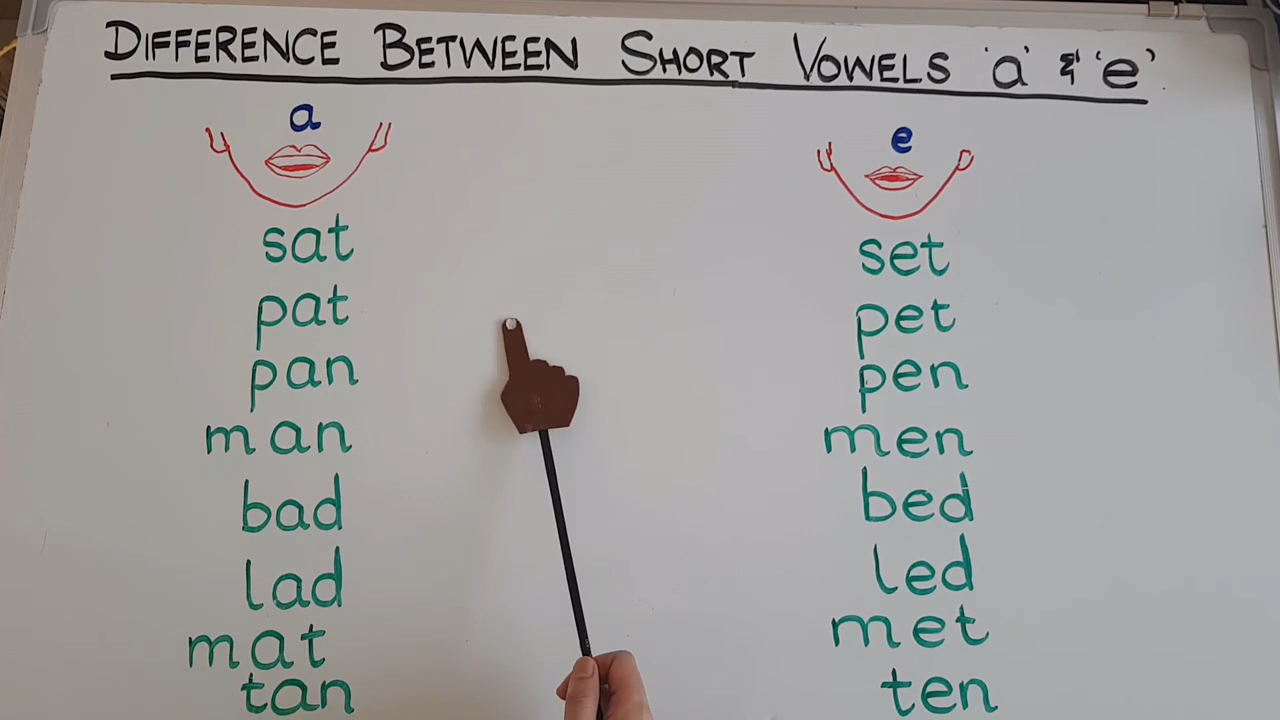 DIFFERENCE BETWEEN SHORT VOWELS 'a' & 'e'
a e
sat set
pat pet
pan pen
man men
bad bed
lad led
mat met
tan ten